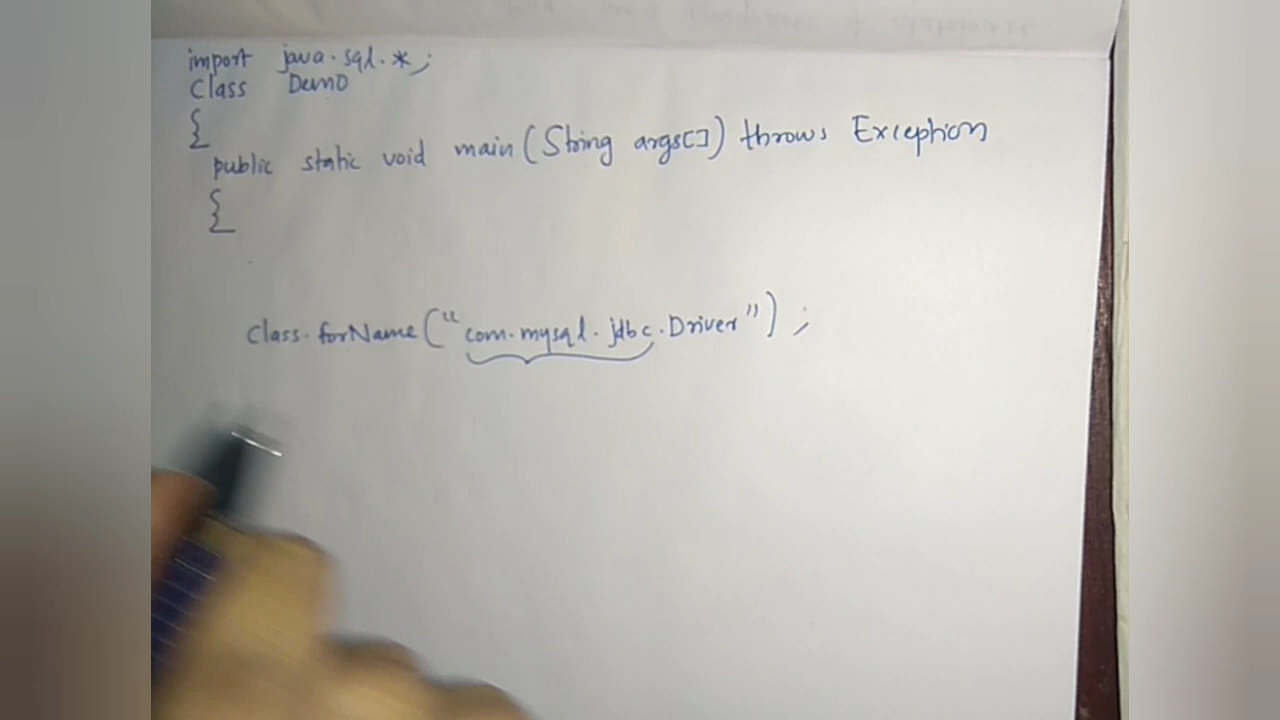 import java.sql.*;
Class Demo
{
public static void main(String args[]) throws Exception
{
Class.forName("com.mysql.jdbc.Driver");